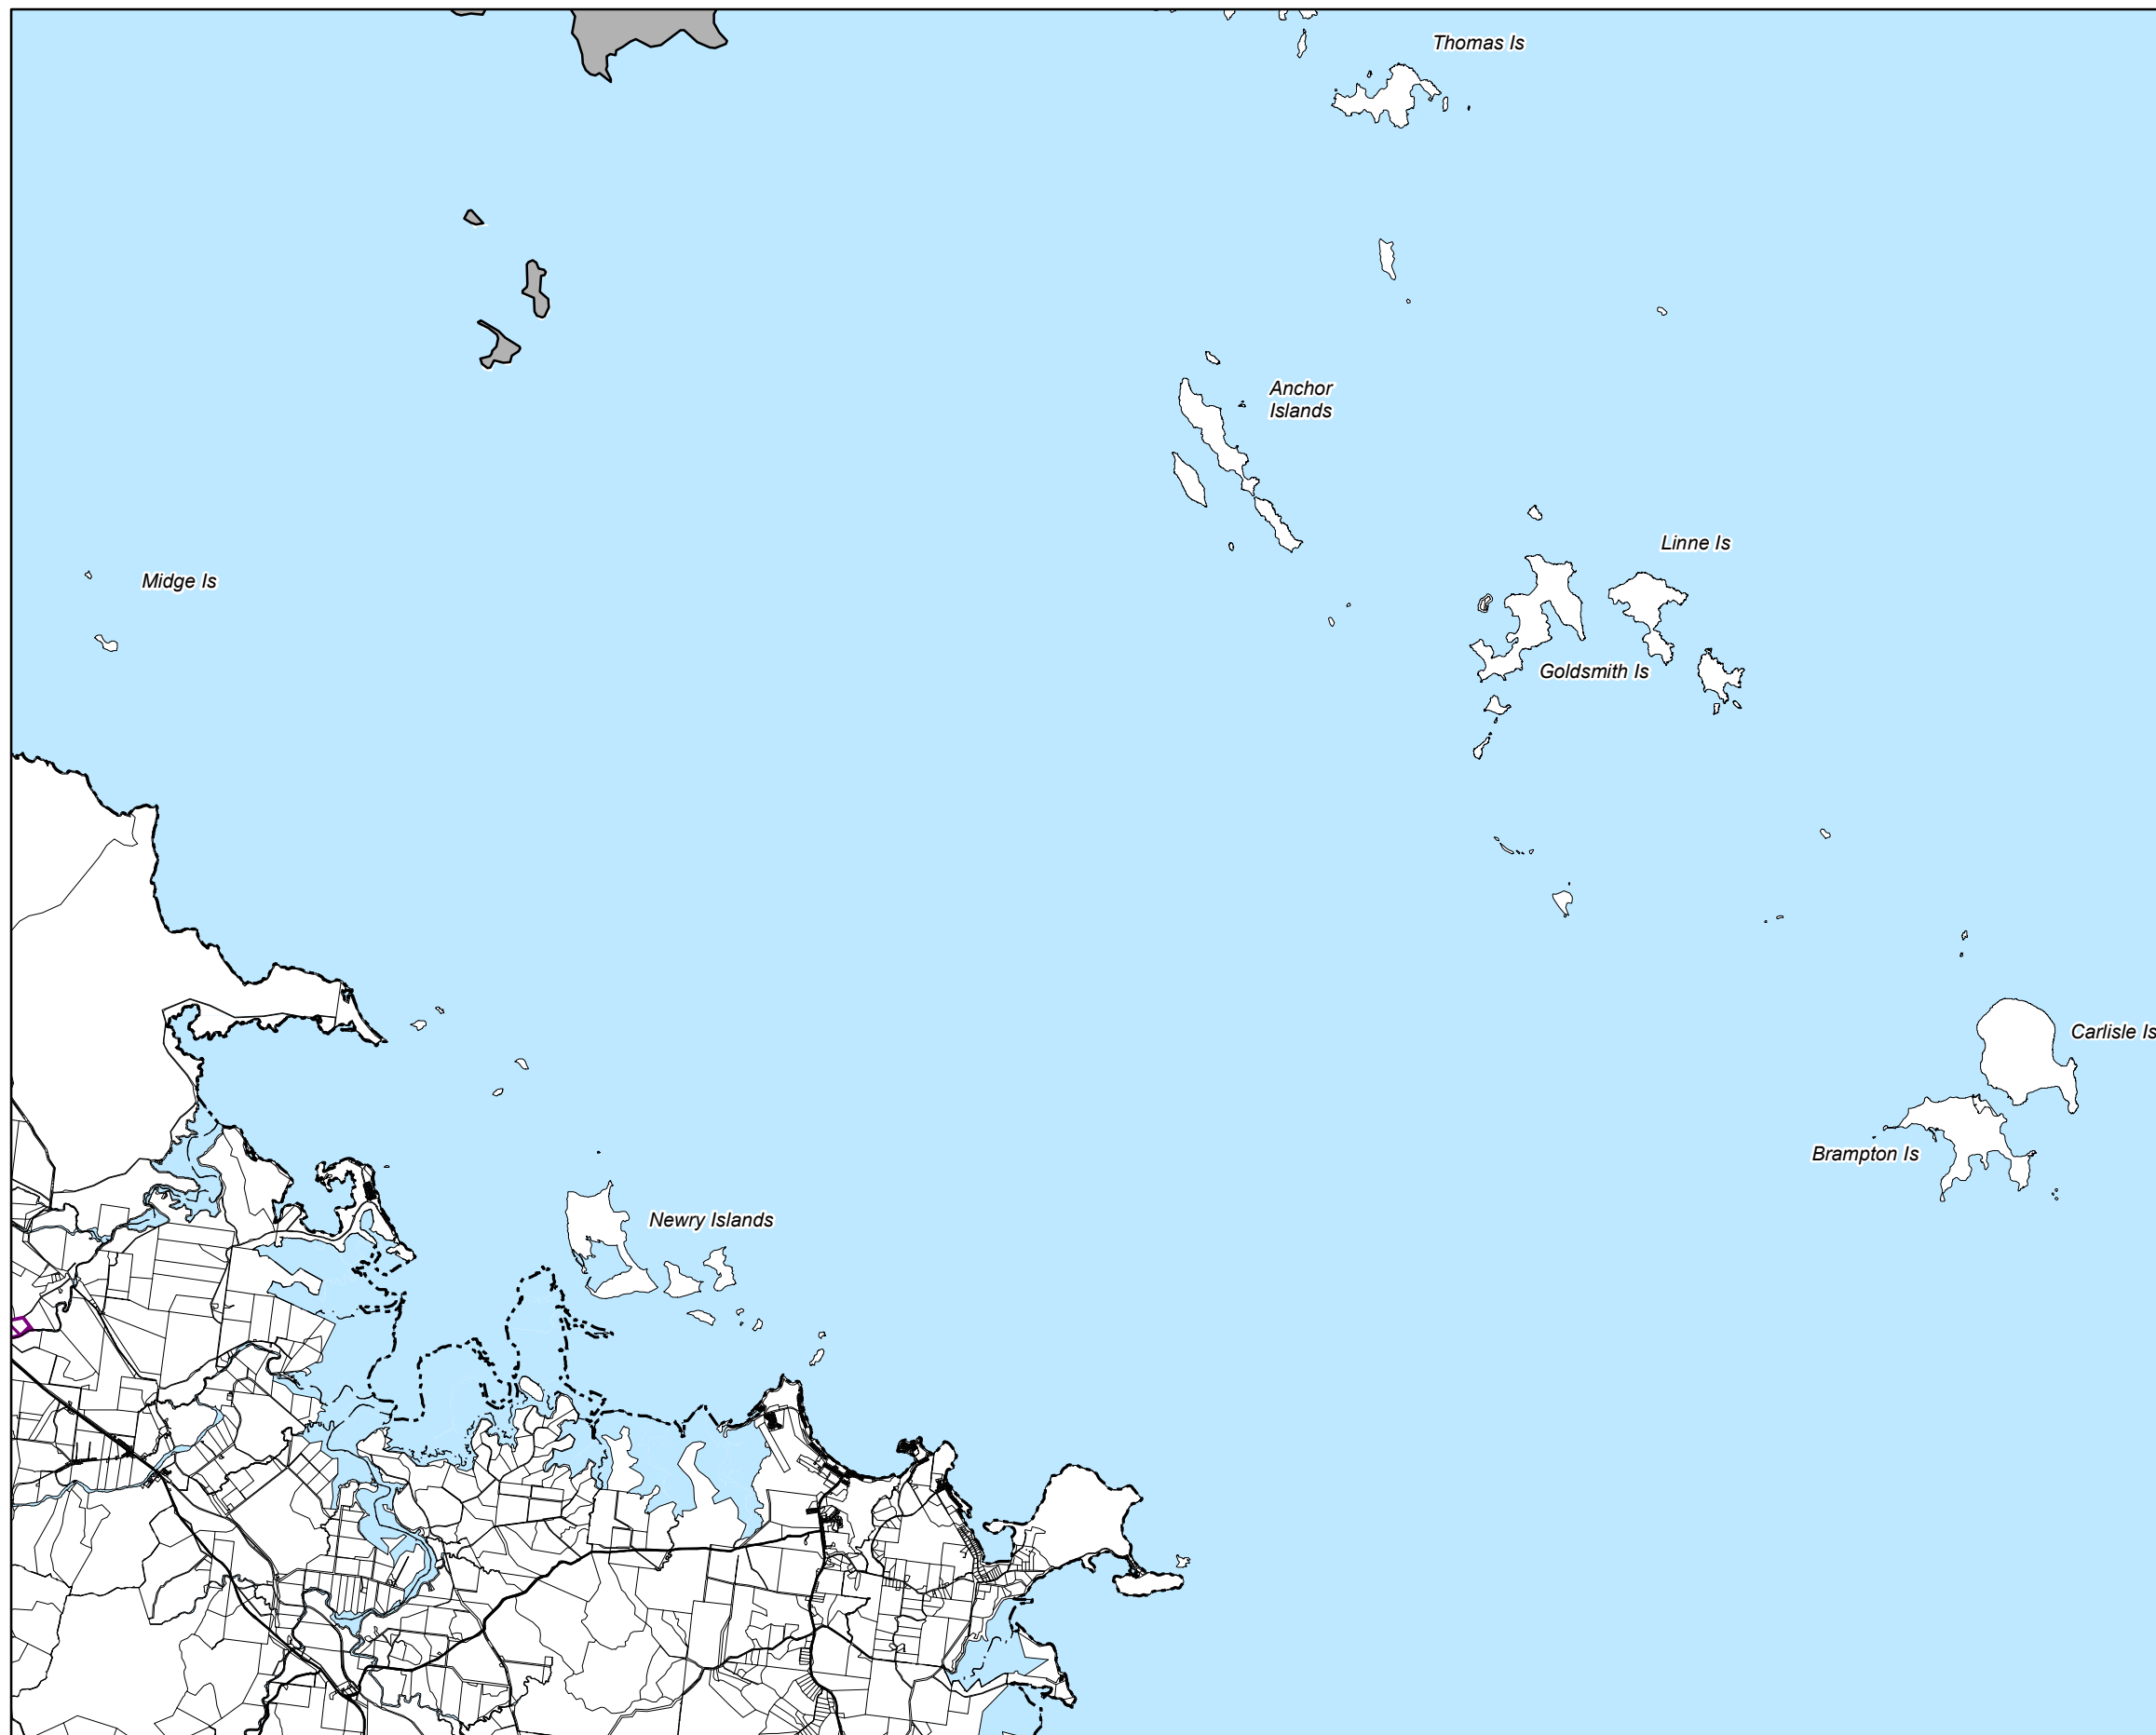 Thomas Is
Anchor
Islands
Linne Is
Midge Is
Goldsmith Is
Carlisle Is
Brampton Is
Newry Islands